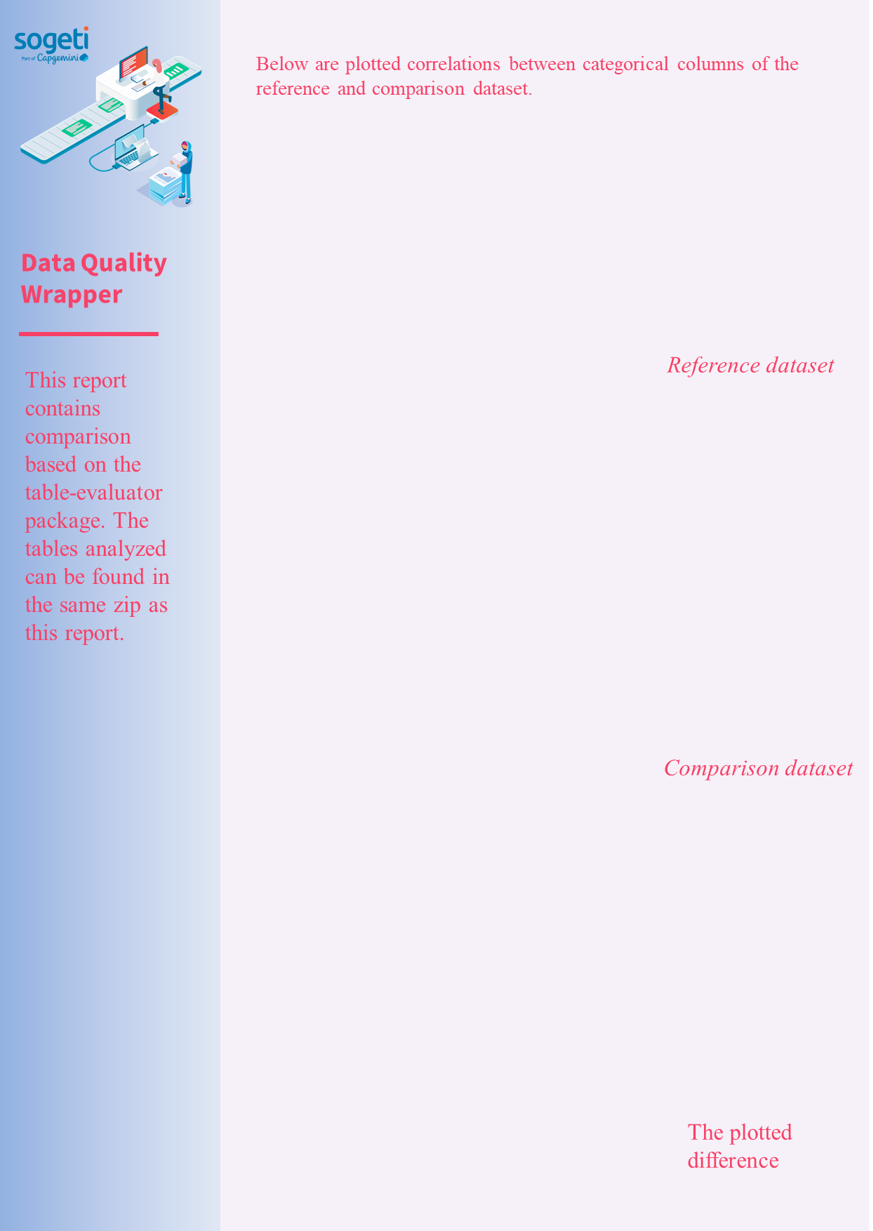 sogeti
Part of Capgemini
Data Quality
Wrapper
This report
contains
comparison
based on the
table-evaluator
package. The
tables analyzed
can be found in
the same zip as
this report.
Below are plotted correlations between categorical columns of the
reference and comparison dataset.
Reference dataset
Comparison dataset
The plotted
difference